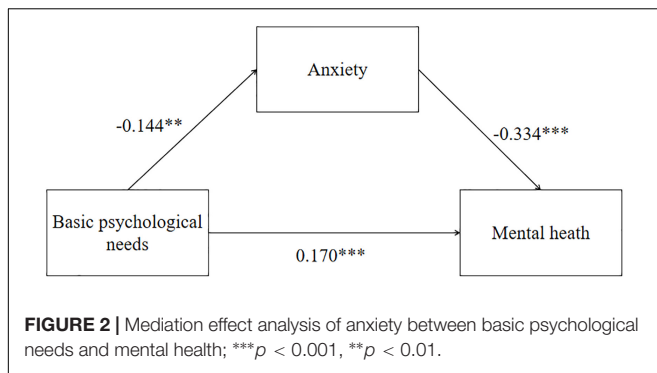 Anxiety
-0.144**
-0.334***
Basic psychological
needs
Mental heath
0.170***
FIGURE 2 | Mediation effect analysis of anxiety between basic psychological
needs and mental health; ***p < 0.001, **p < 0.01.